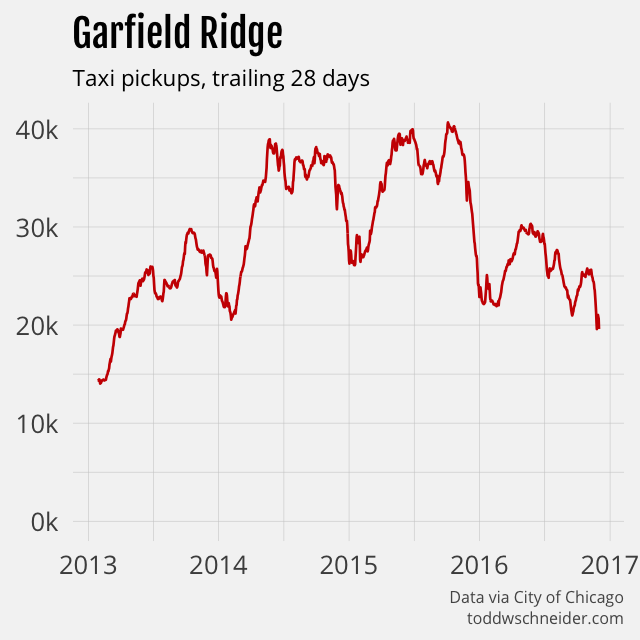 Garfield Ridge
Taxi pickups, trailing 28 days
40k
30k
20k
10k
0k
2013 2014 2015 2016 2017
Data via City of Chicago
toddwschneider.com